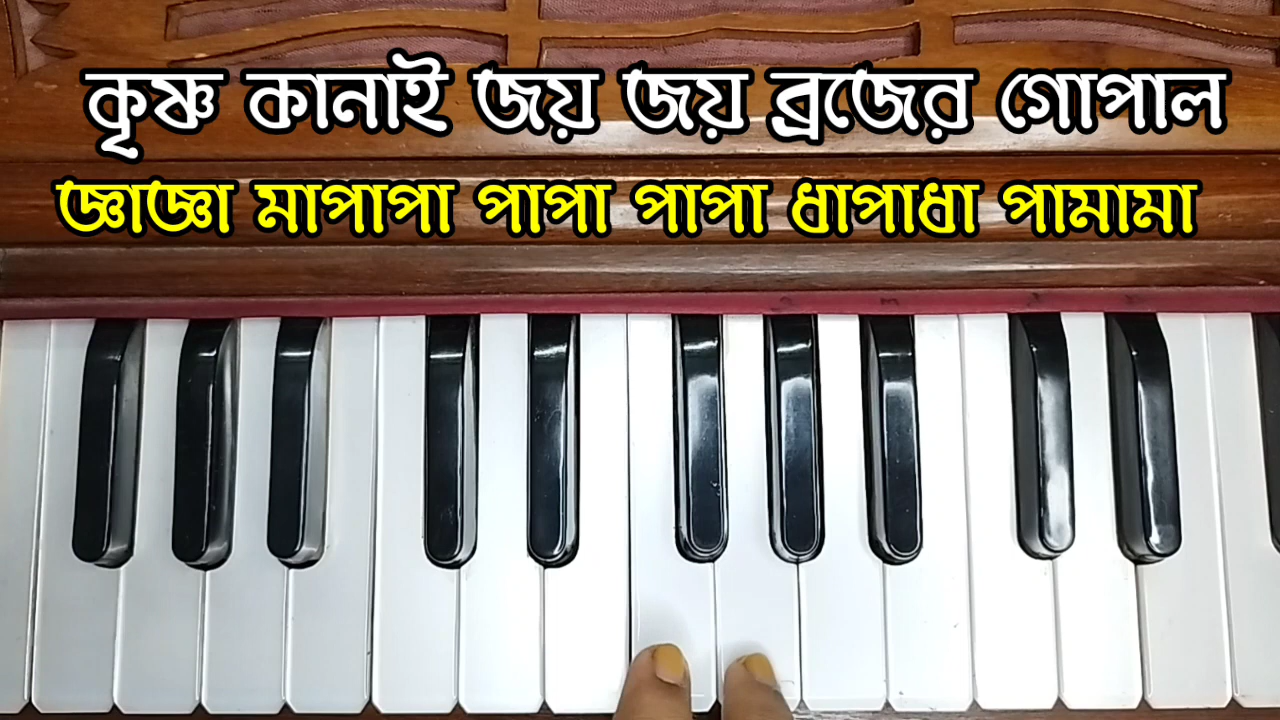 কৃষ্ণ কানাই জয় জয় ব্রজের গোপাল
জ্ঞাজ্ঞা মাপাপা পাপা পাপা ধাপাধা পামামা